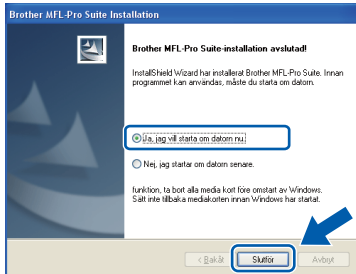 Brother MFL-Pro Suite Installation
Brother MFL-Pro Suite-installation avslutad!
InstallShield Wizard har installerat Brother MFL-Pro Suite. Innan
programmet kan användas, måste du starta om datorn.
Ja, jag vill starta om datorn nu.
Nej, jag startar om datorn senare.
funktion, ta bort alla media kort före omstart av Windows.
Sätt inte tillbaka mediakorten innan Windows har startat.
< Bakåt
Slutför
Avbryt